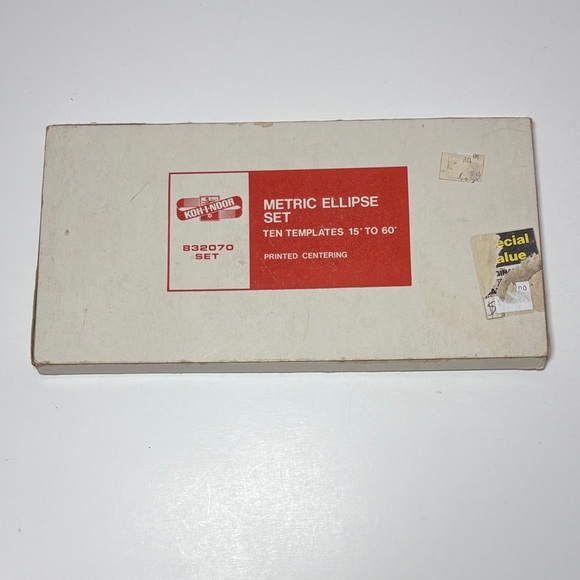 KOH-I-NOOR
832070
SET
METRIC ELLIPSE
SET
TEN TEMPLATES 15° TO 60°
PRINTED CENTERING
ecial
alue